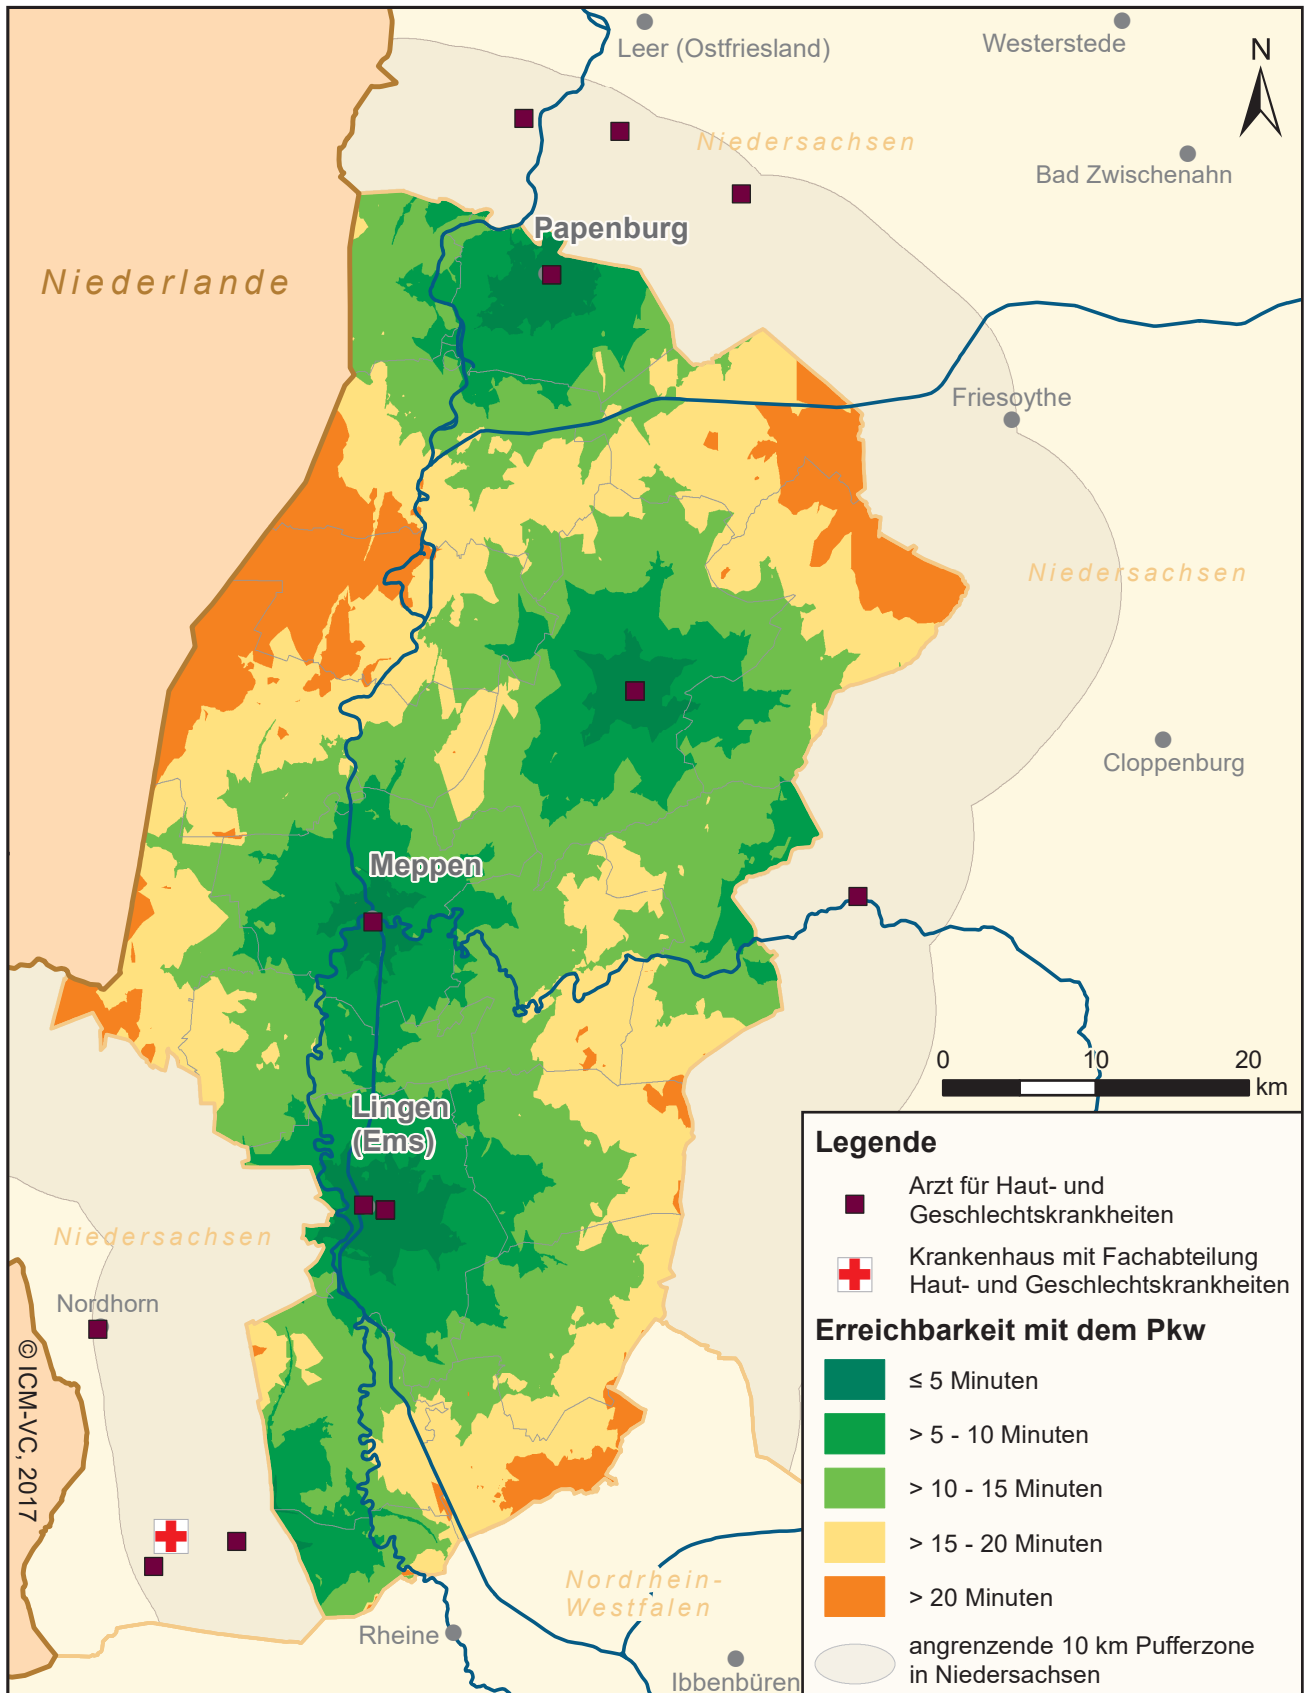 Leer (Ostfriesland)
Westerstede
N
Niedersachsen
Bad Zwischenahn
Papenburg
Niederlande
Friesoythe
Niedersachsen
Cloppenburg
Meppen
0 10 20
km
Lingen
(Ems)
Niedersachsen
Nordhorn
© ICM-VC, 2017
Nordrhein-
Westfalen
Rheine
Ibbenbüren
Legende
Arzt für Haut- und
Geschlechtskrankheiten
Krankenhaus mit Fachabteilung
Haut- und Geschlechtskrankheiten
Erreichbarkeit mit dem Pkw
≤ 5 Minuten
> 5 - 10 Minuten
> 10 - 15 Minuten
> 15 - 20 Minuten
> 20 Minuten
angrenzende 10 km Pufferzone
in Niedersachsen